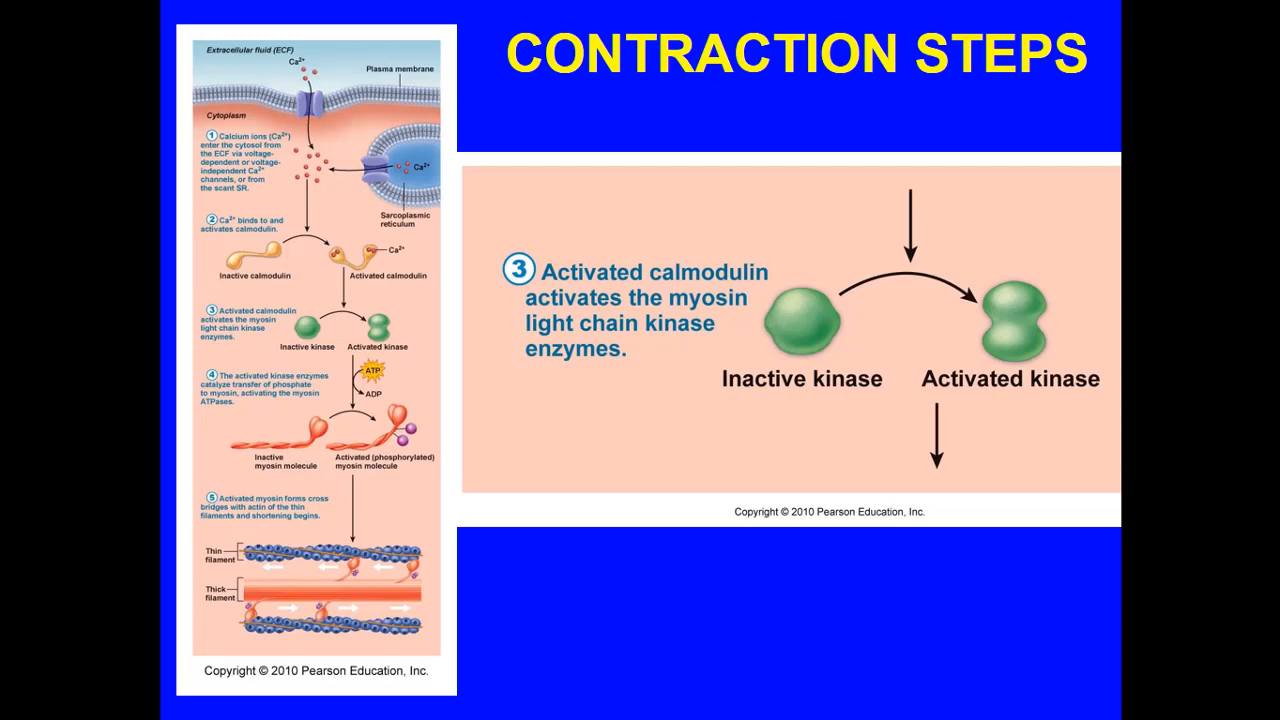 CONTRACTION STEPS
Extracellular fluid (ECF)
Ca2+
Plasma membrane
Cytoplasm
1 Calcium ions (Ca2+)
enter the cytosol from
the ECF via voltage-
dependent or voltage-
independent Ca2+
channels, or from
the scant SR.
Ca2+
Sarcoplasmic
reticulum
2 Ca2+ binds to and
activates calmodulin.
Ca2+
Inactive calmodulin
Activated calmodulin
3 Activated calmodulin
activates the myosin
light chain kinase
enzymes.
Inactive kinase
Activated kinase
4 The activated kinase enzymes
catalyze transfer of phosphate
to myosin, activating the myosin
ATPases.
ATP
ADP
Inactive
myosin molecule
Activated (phosphorylated)
myosin molecule
5 Activated myosin forms cross
bridges with actin of the thin
filaments and shortening begins.
Thin
filament
Thick
filament
Copyright © 2010 Pearson Education, Inc.
3 Activated calmodulin
activates the myosin
light chain kinase
enzymes.
Inactive kinase
Activated kinase
Copyright © 2010 Pearson Education, Inc.